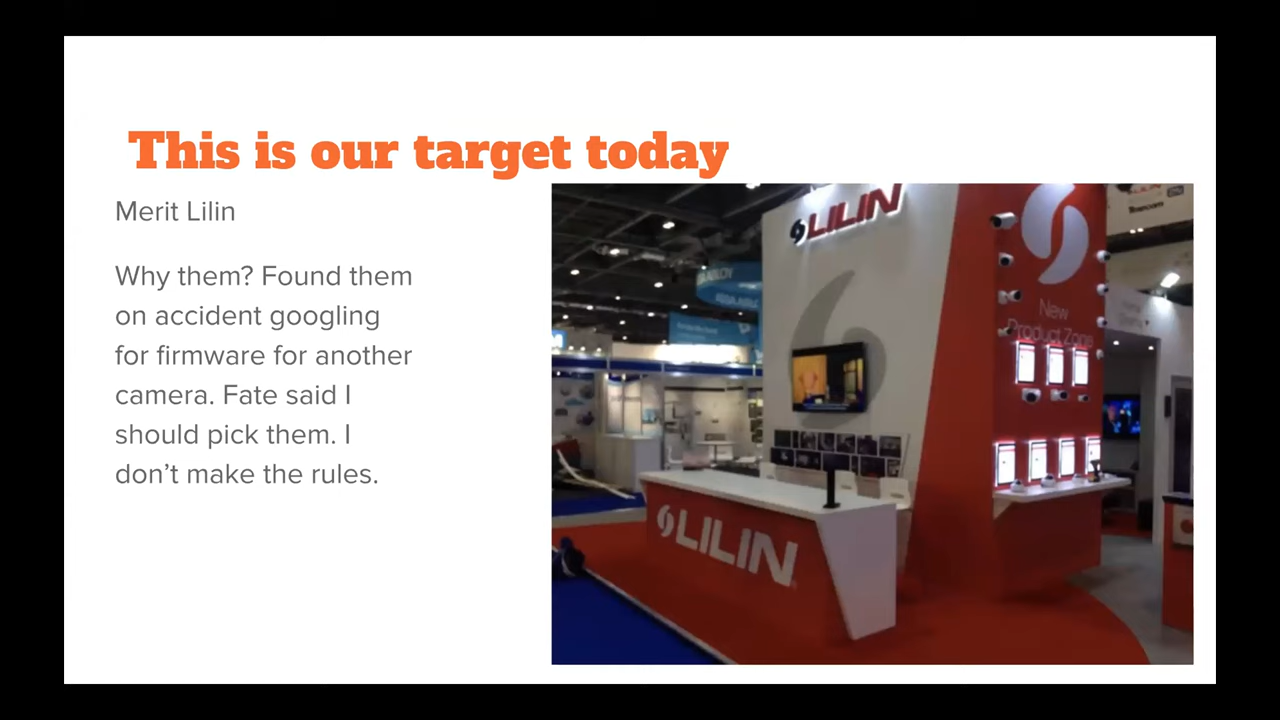 This is our target today
Merit Lilin
Why them? Found them
on accident googling
for firmware for another
camera. Fate said I
should pick them. I
don’t make the rules.
LILIN
New
Product Zone
LILIN